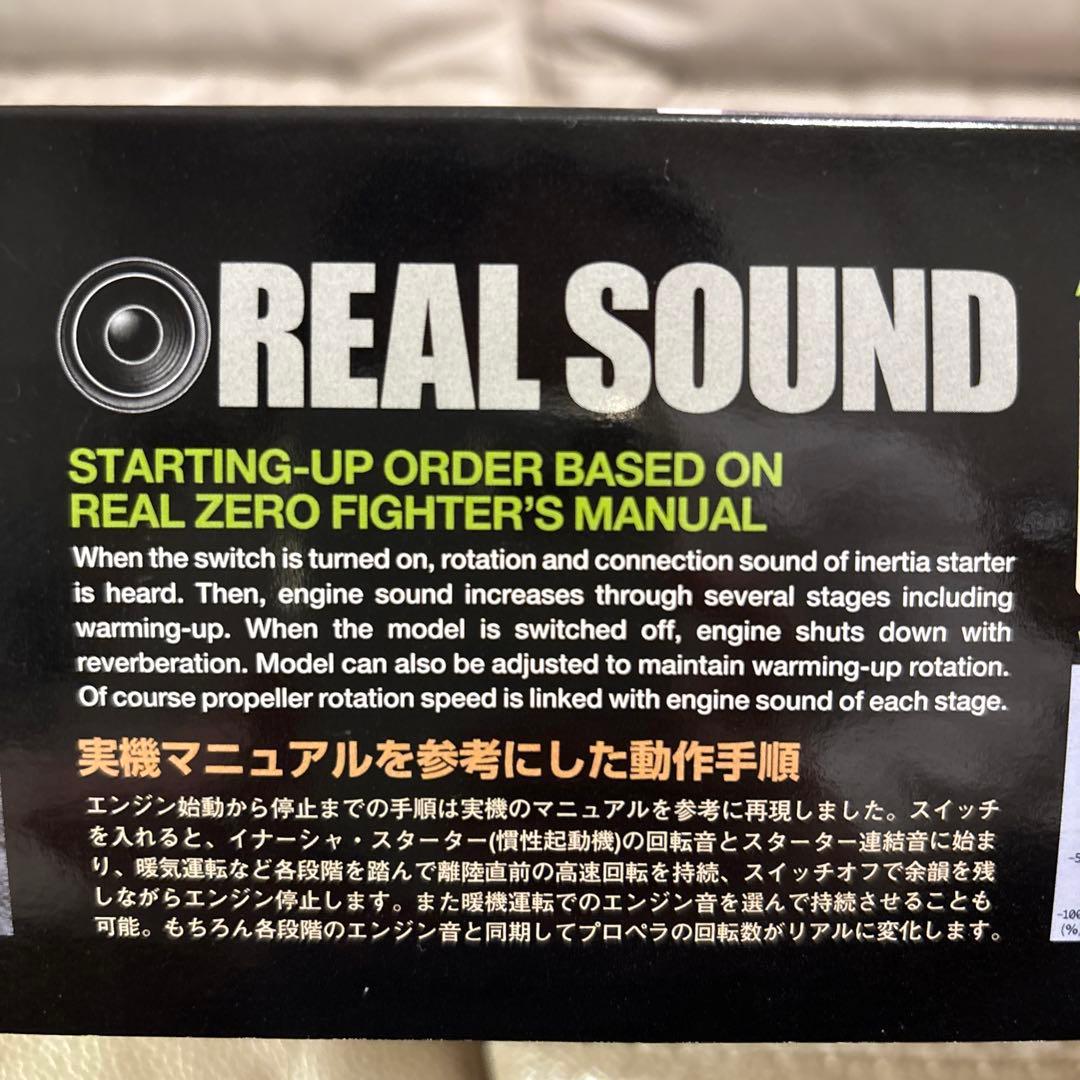 REAL SOUND
STARTING-UP ORDER BASED ON
REAL ZERO FIGHTER'S MANUAL
When the switch is turned on, rotation and connection sound of inertia starter
is heard. Then, engine sound increases through several stages including
warming-up. When the model is switched off, engine shuts down with
reverberation. Model can also be adjusted to maintain warming-up rotation.
Of course propeller rotation speed is linked with engine sound of each stage.
実機マニュアルを参考にした動作手順
エンジン始動から停止までの手順は実機のマニュアルを参考に再現しました。スイッチ
を入れると、イナーシャ・スターター(慣性起動機)の回転音とスターター連結音に始ま
り、暖気運転など各段階を踏んで離陸直前の高速回転を持続、スイッチオフで余韻を残
しながらエンジン停止します。また暖機運転でのエンジン音を選んで持続させることも
可能。もちろん各段階のエンジン音と同期してプロペラの回転数がリアルに変化します。
-100
(%)